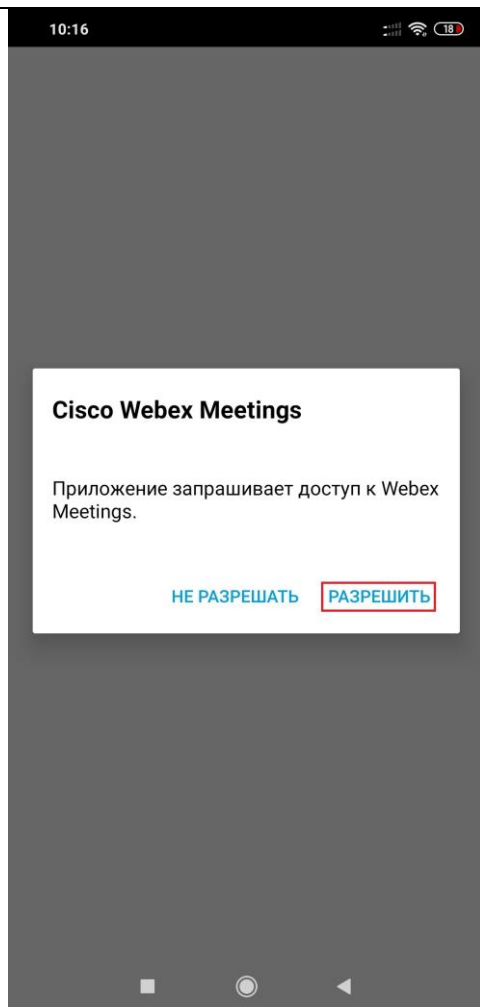 10:16
18
Cisco Webex Meetings
Приложение запрашивает доступ к Webex
Meetings.
НЕ РАЗРЕШАТЬ РАЗРЕШИТЬ